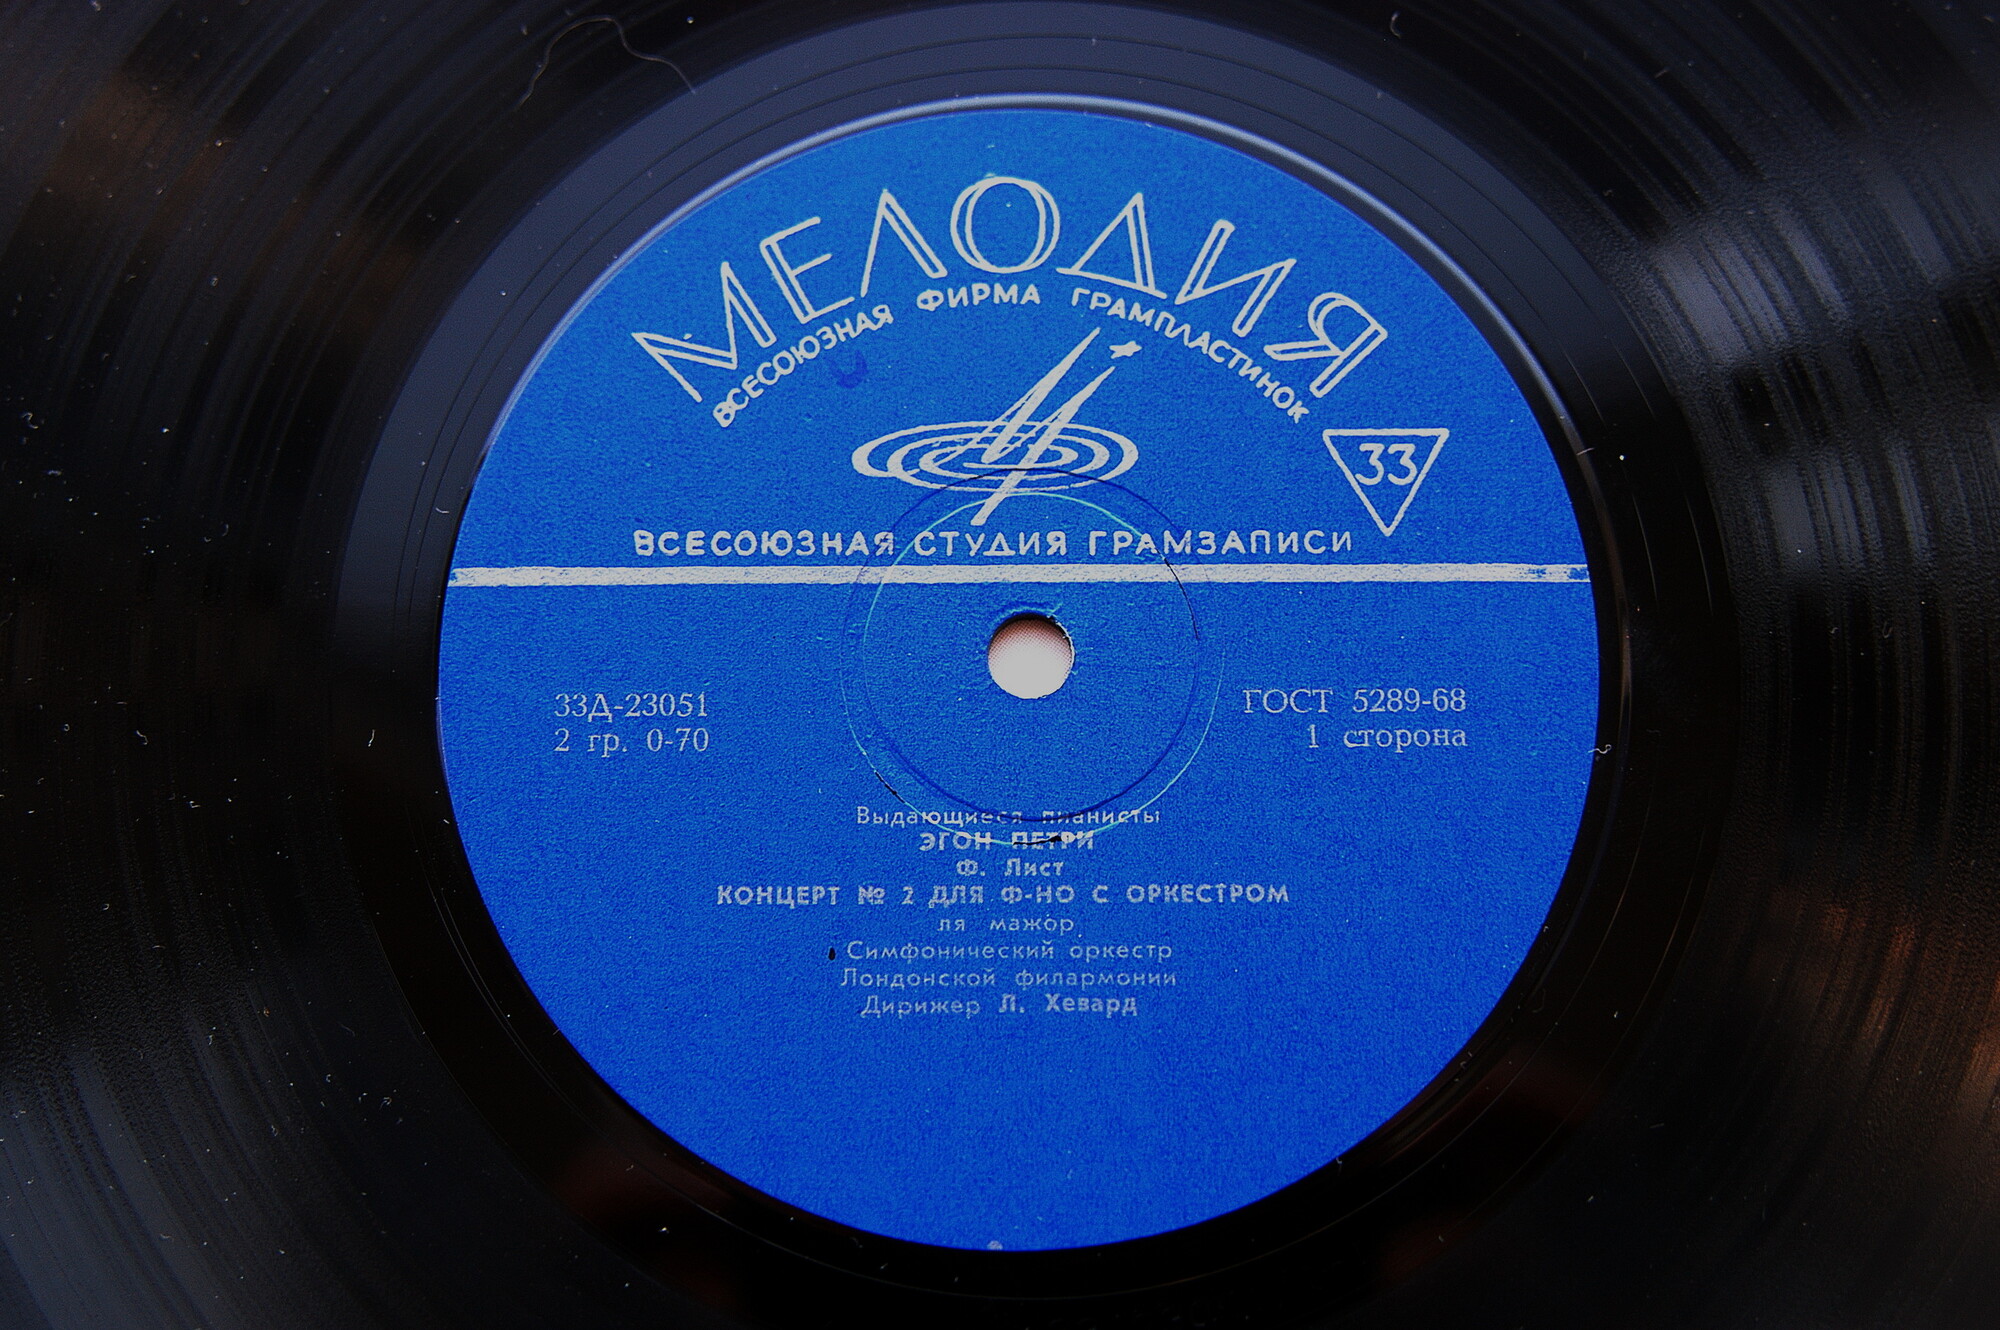 МЕЛОДИЯ
ВСЕСОЮЗНАЯ ФИРМА ГРАМПЛАСТИНОК
33
ВСЕСОЮЗНАЯ СТУДИЯ ГРАМЗАПИСИ
33Д-23051
ГОСТ 5289-68
2 гр. 0-70
1 сторона
Выдающиеся пианисты
ЭГОН ПЕТРИ
Ф. Лист
КОНЦЕРТ № 2 ДЛЯ Ф-НО С ОРКЕСТРОМ
ля мажор
Симфонический оркестр
Лондонской филармонии
Дирижер Л. Хевард